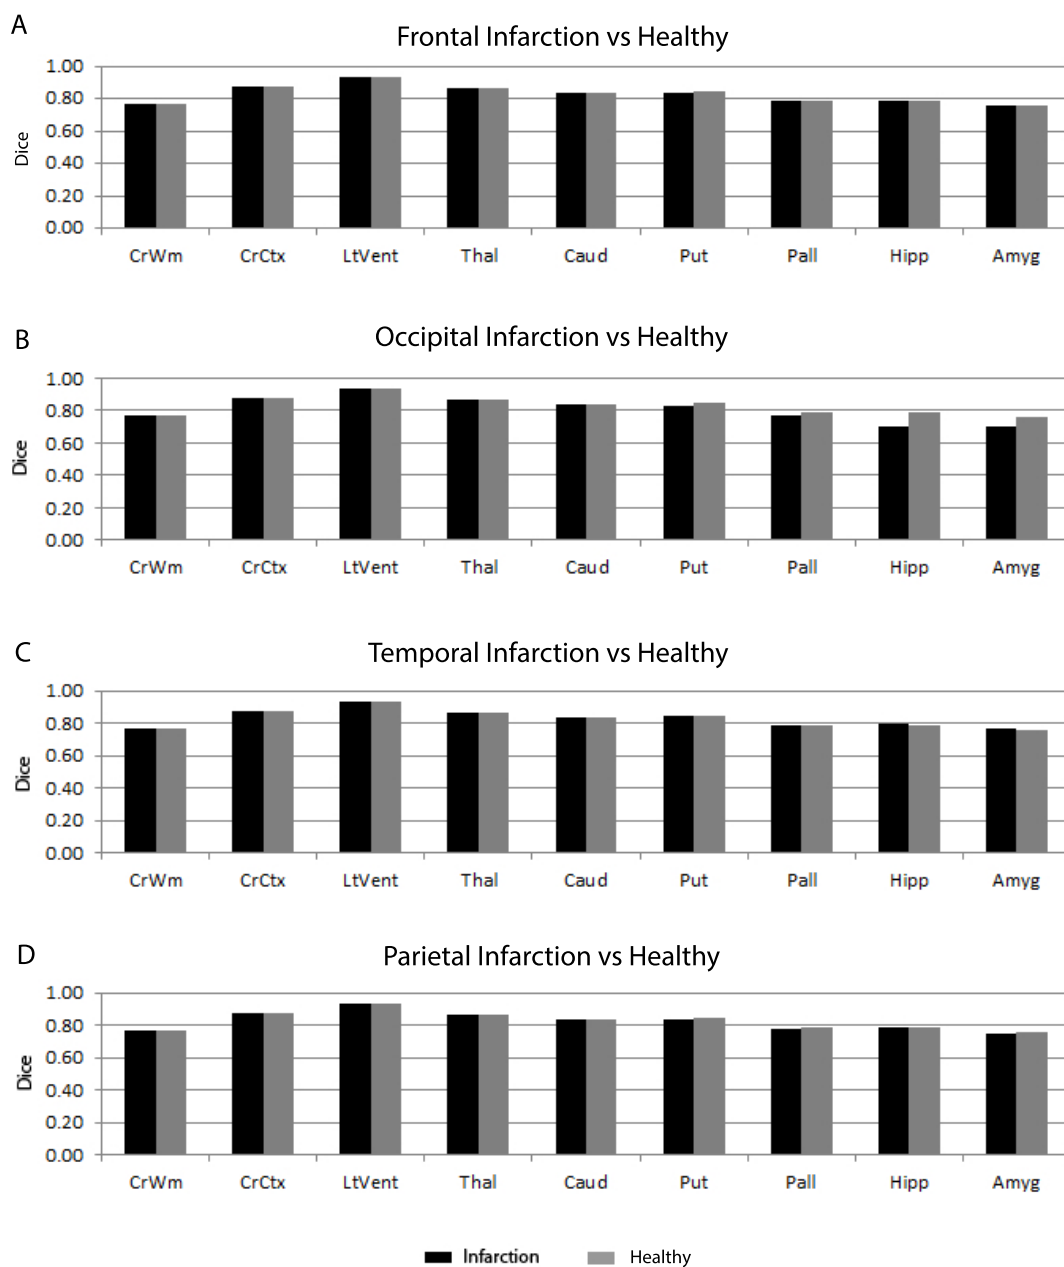 A
Frontal Infarction vs Healthy
Dice
1.00
0.80
0.60
0.40
0.20
0.00
CrWm CrCtx LtVent Thal Caud Put Pall Hipp Amyg
B
Occipital Infarction vs Healthy
Dice
1.00
0.80
0.60
0.40
0.20
0.00
CrWm CrCtx LtVent Thal Caud Put Pall Hipp Amyg
C
Temporal Infarction vs Healthy
Dice
1.00
0.80
0.60
0.40
0.20
0.00
CrWm CrCtx LtVent Thal Caud Put Pall Hipp Amyg
D
Parietal Infarction vs Healthy
Dice
1.00
0.80
0.60
0.40
0.20
0.00
CrWm CrCtx LtVent Thal Caud Put Pall Hipp Amyg
Infarction Healthy